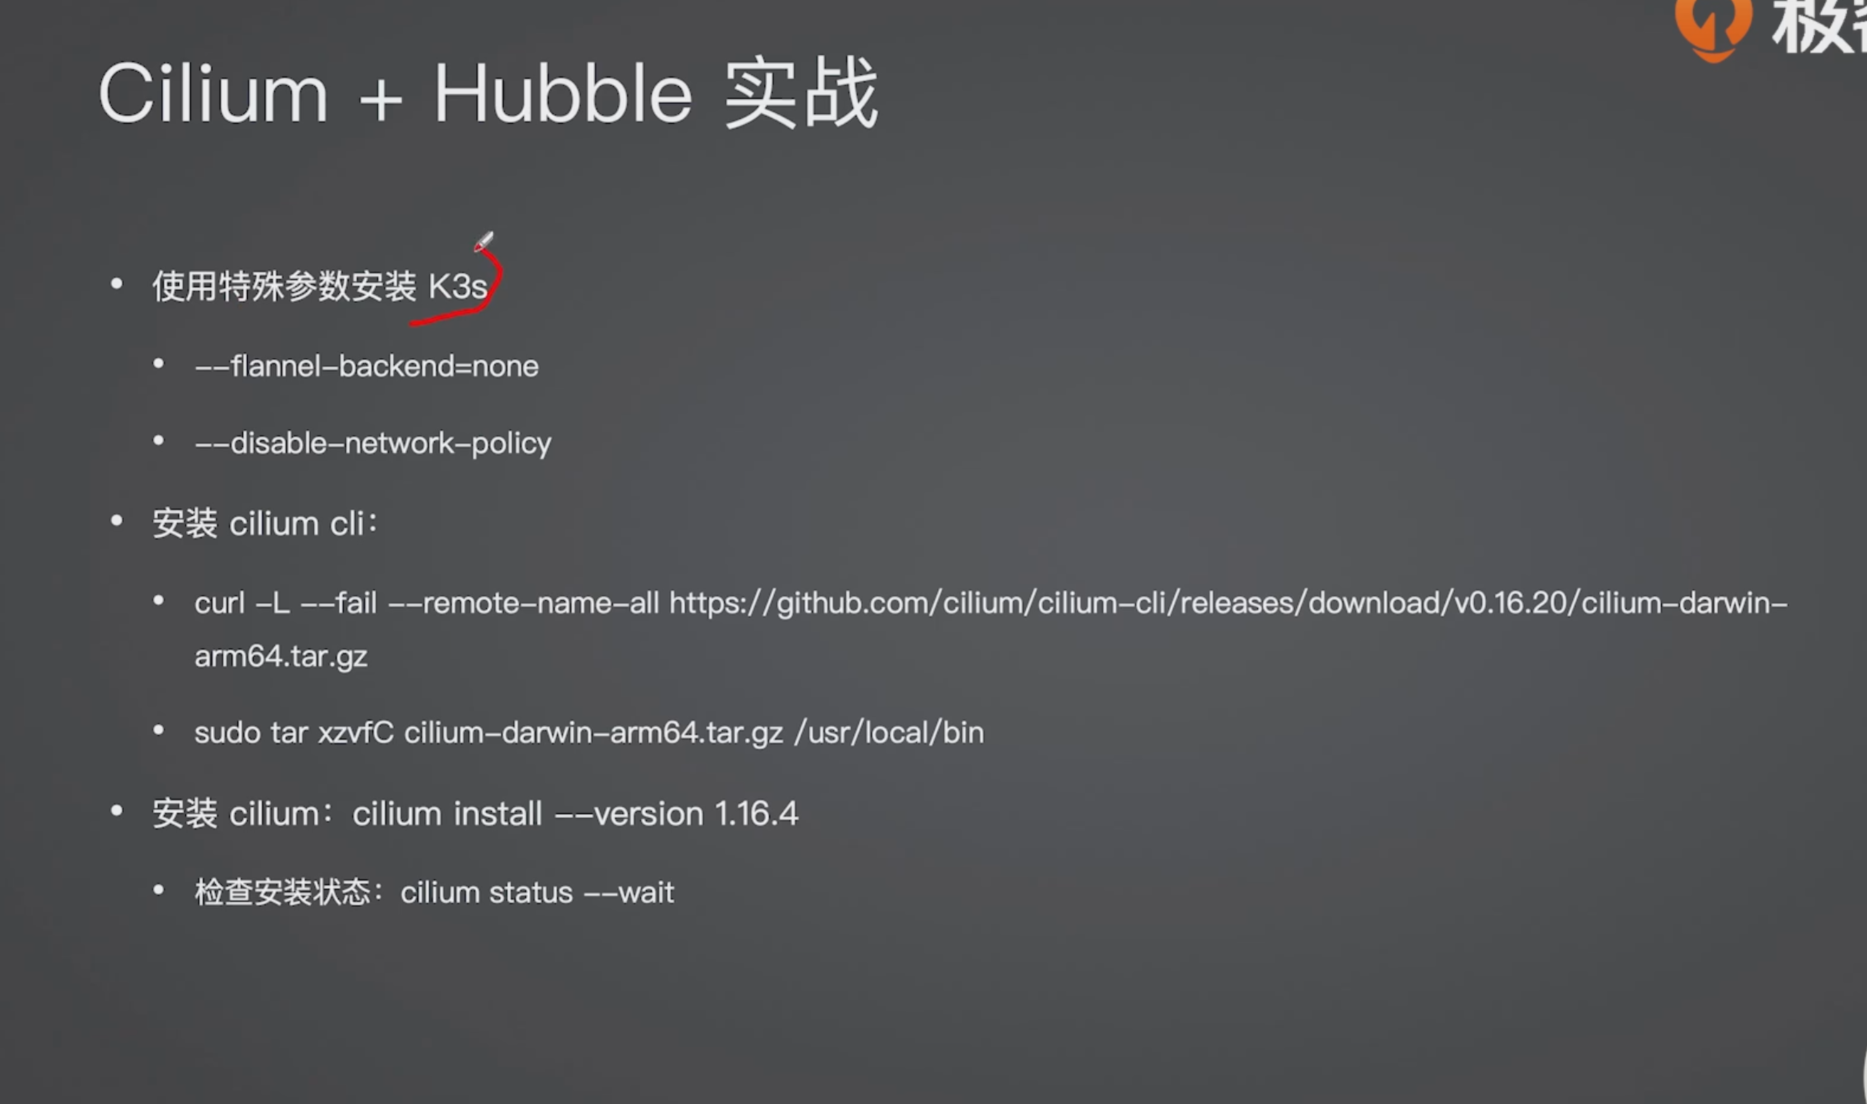 极客
Cilium + Hubble 实战
• 使用特殊参数安装 K3s
• --flannel-backend=none
• --disable-network-policy
• 安装 cilium cli：
• curl -L --fail --remote-name-all https://github.com/cilium/cilium-cli/releases/download/v0.16.20/cilium-darwin-
arm64.tar.gz
• sudo tar xzvfC cilium-darwin-arm64.tar.gz /usr/local/bin
• 安装 cilium：cilium install --version 1.16.4
• 检查安装状态：cilium status --wait